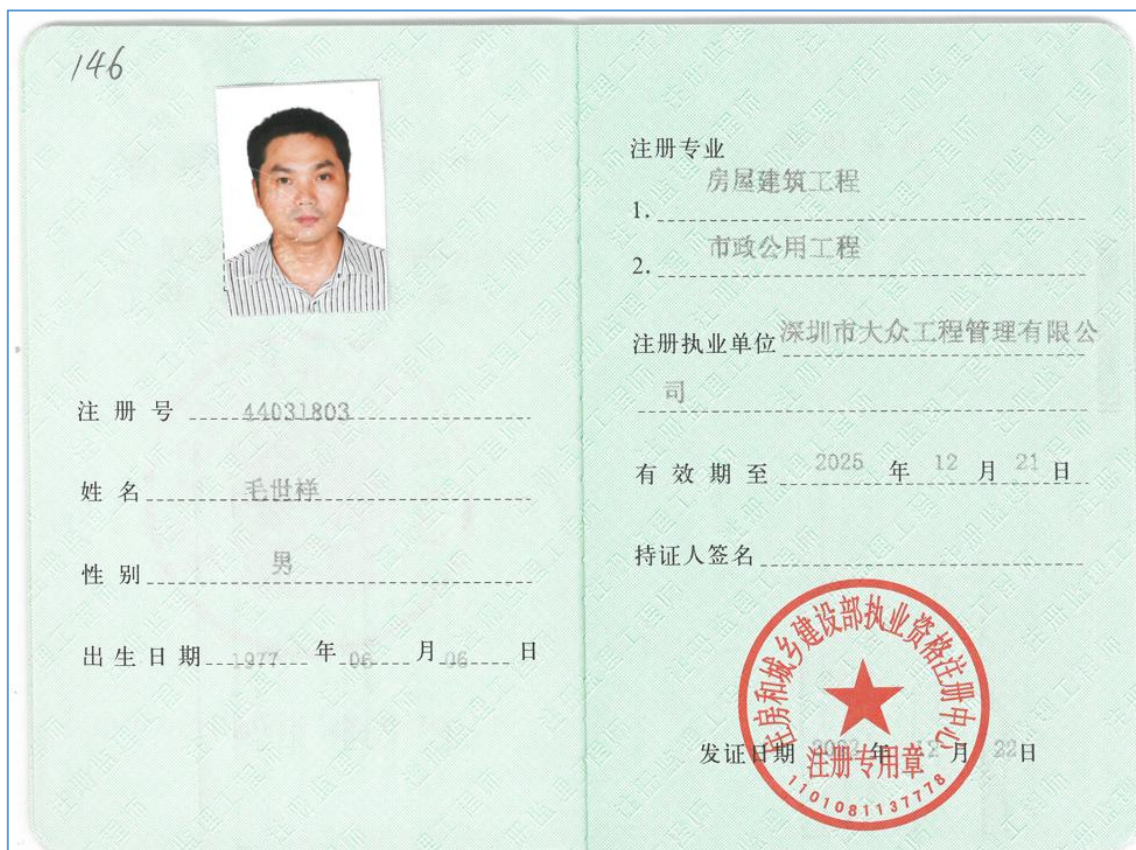 146
注册号 44031803
姓名 毛世祥
性别 男
出生日期 1977 年 06 月 06 日
注册专业
1. 房屋建筑工程
2. 市政公用工程
注册执业单位 深圳市大众工程管理有限公
司
有效期至 2025 年 12 月 21 日
持证人签名
住房和城乡建设部执业资格注册中心
发证日期 年 12 月 22 日
注册专用章
1101081137778